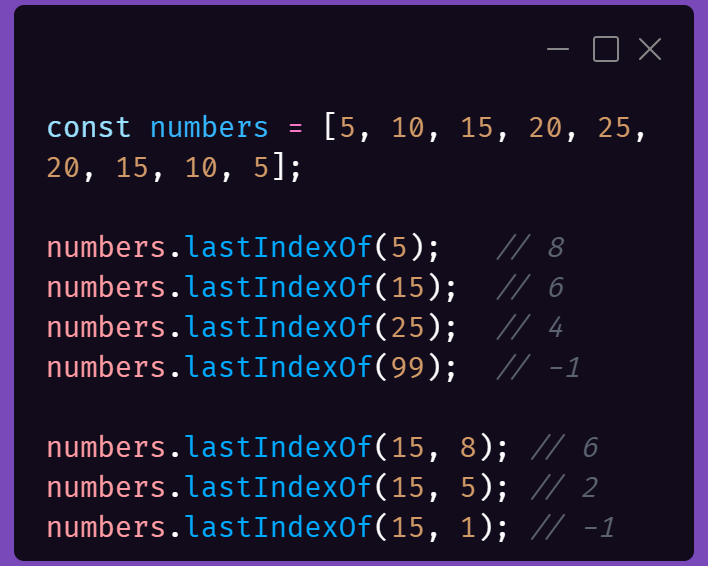 const numbers = [5, 10, 15, 20, 25,
20, 15, 10, 5];
numbers.lastIndexOf(5);   // 8
numbers.lastIndexOf(15);  // 6
numbers.lastIndexOf(25);  // 4
numbers.lastIndexOf(99);  // -1
numbers.lastIndexOf(15, 8); // 6
numbers.lastIndexOf(15, 5); // 2
numbers.lastIndexOf(15, 1); // -1